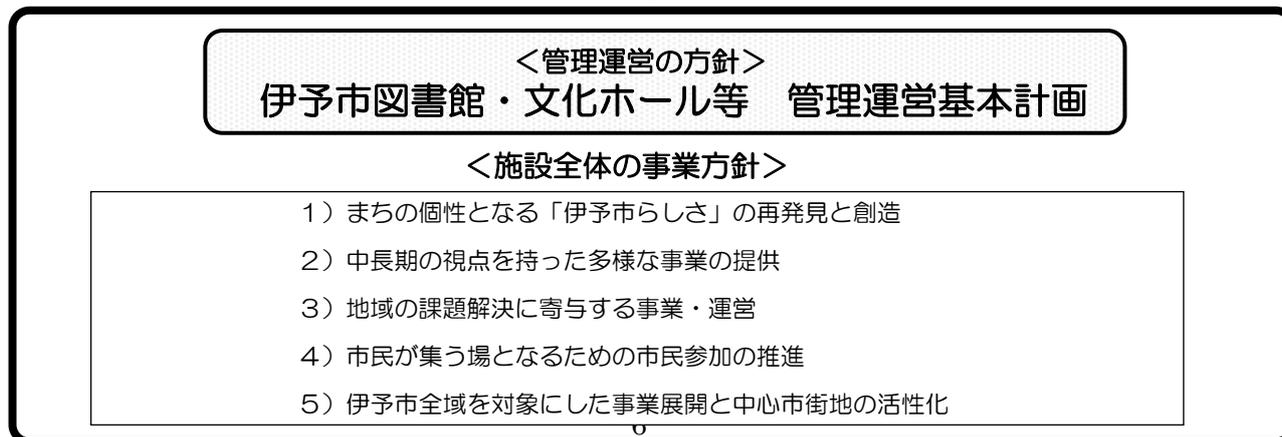 ＜管理運営の方針＞
伊予市図書館・文化ホール等　管理運営基本計画
＜施設全体の事業方針＞
１）まちの個性となる「伊予市らしさ」の再発見と創造
２）中長期の視点を持った多様な事業の提供
３）地域の課題解決に寄与する事業・運営
４）市民が集う場となるための市民参加の推進
５）伊予市全域を対象にした事業展開と中心市街地の活性化
6